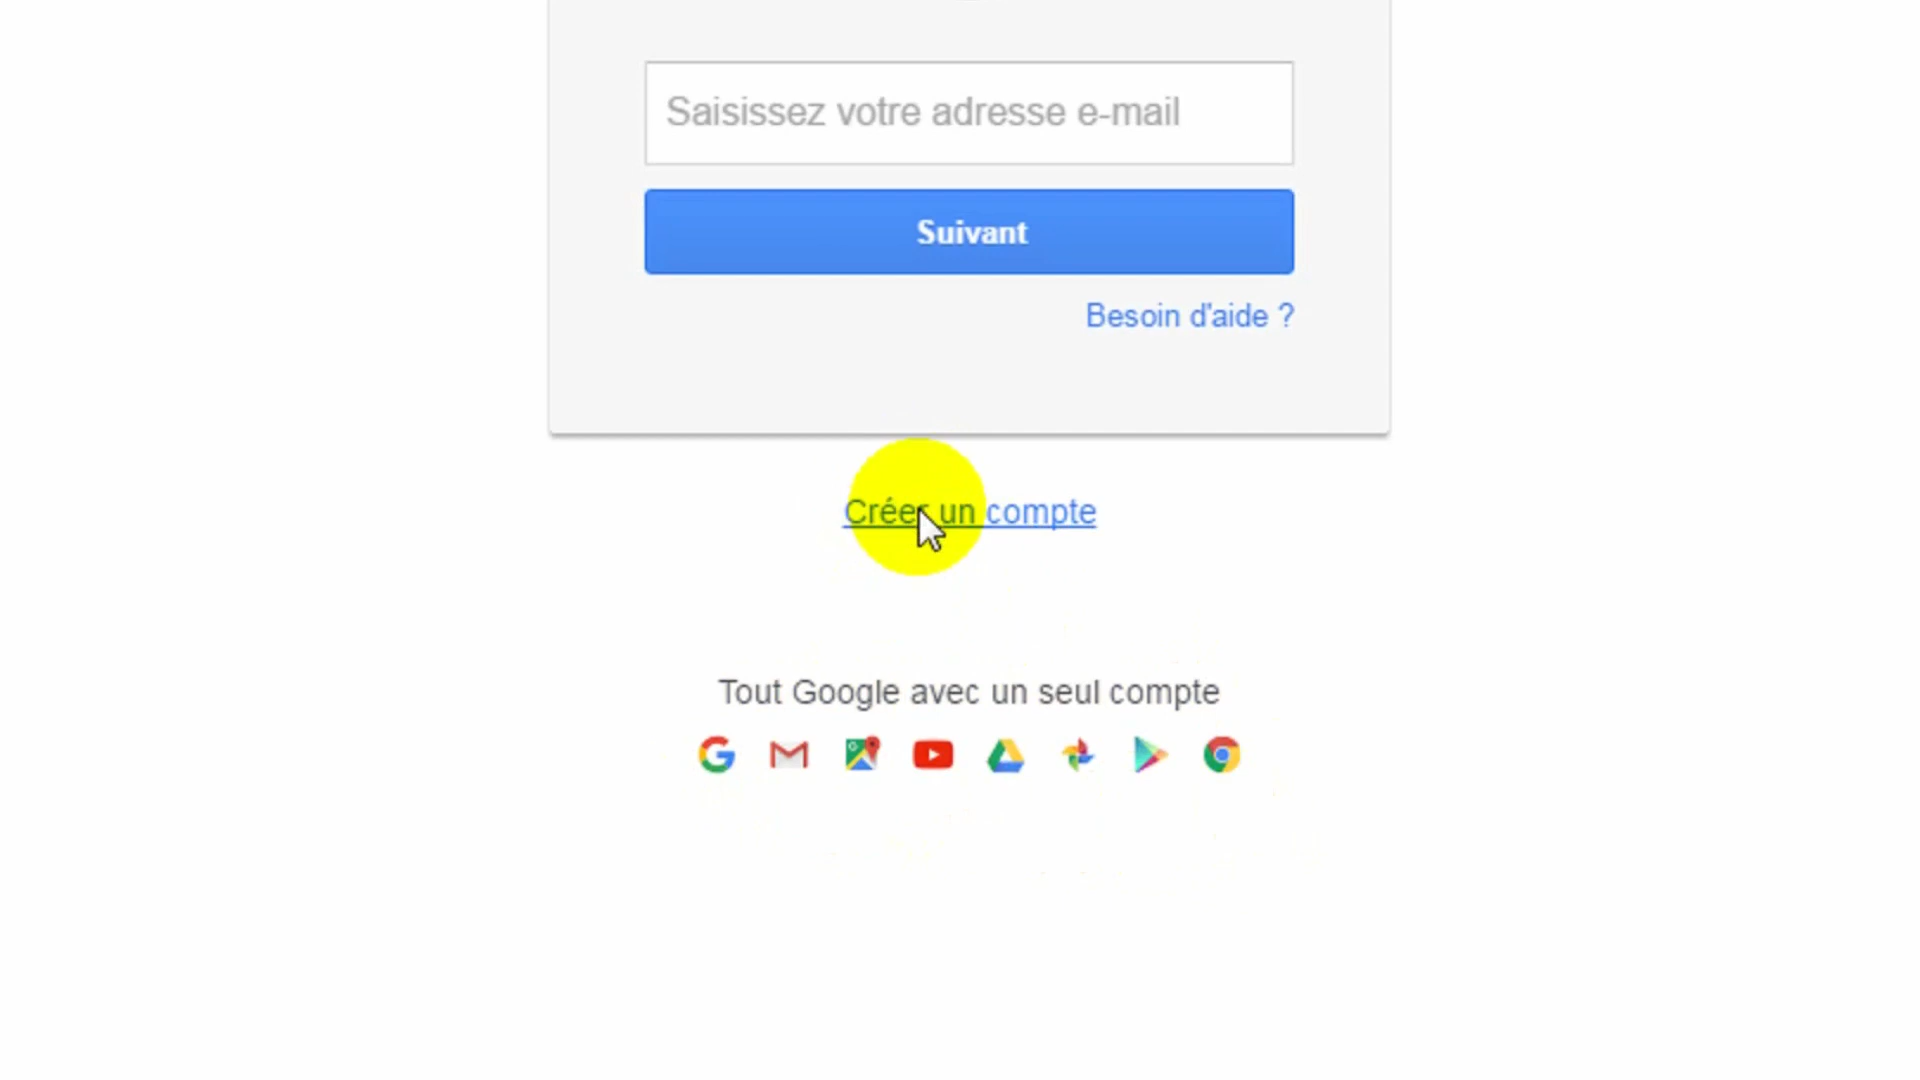 Saisissez votre adresse e-mail
Suivant
Besoin d'aide ?
Créer un compte
Tout Google avec un seul compte